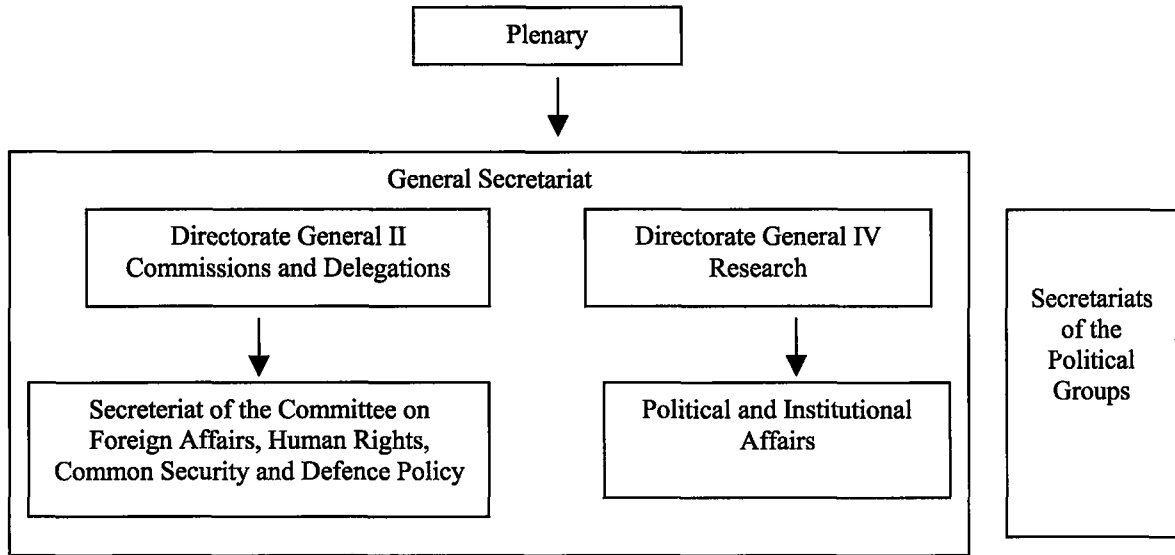 Plenary
General Secretariat
Directorate General II
Commissions and Delegations
Directorate General IV
Research
Secreteriat of the Committee on
Foreign Affairs, Human Rights,
Common Security and Defence Policy
Political and Institutional
Affairs
Secretariats
of the
Political
Groups